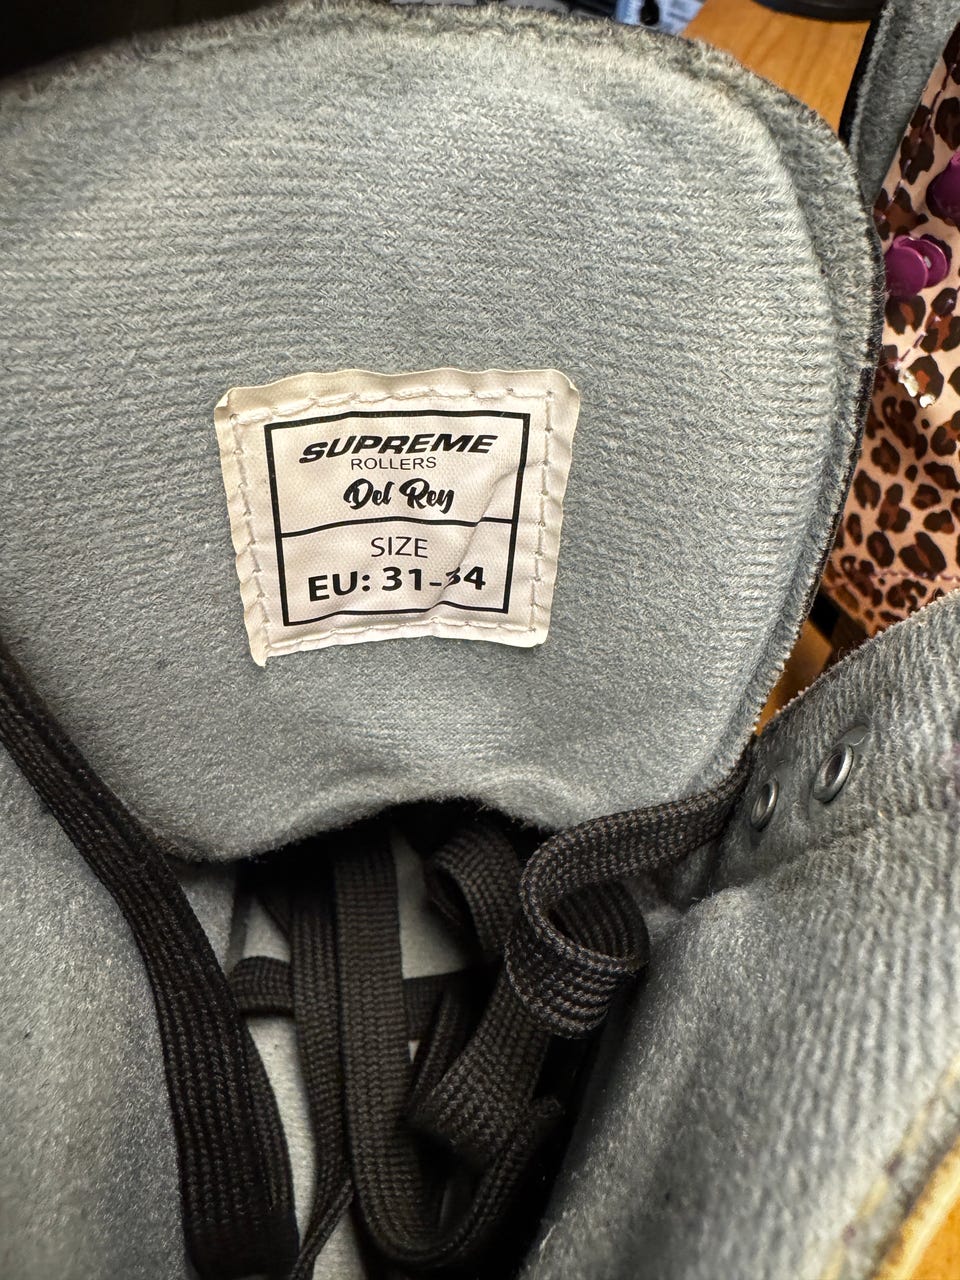 SUPREME
ROLLERS
Del Rey
SIZE
EU: 31-34